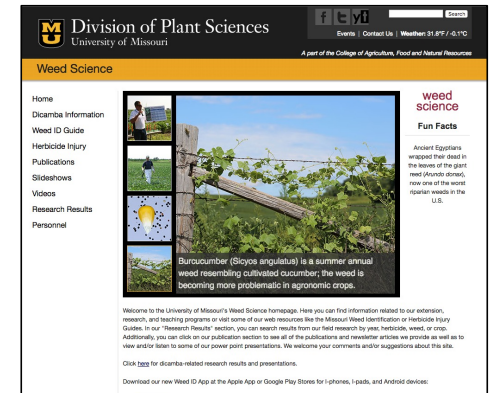 Division of Plant Sciences
University of Missouri
Search
Events | Contact Us | Weather: 31.8°F / -0.1°C
A part of the College of Agriculture, Food and Natural Resources
Weed Science
Home
Dicamba Information
Weed ID Guide
Herbicide Injury
Publications
Slideshows
Videos
Research Results
Personnel
Burcucumber (Sicyos angulatus) is a summer annual
weed resembling cultivated cucumber; the weed is
becoming more problematic in agronomic crops.
weed
science
Fun Facts
Ancient Egyptians
wrapped their dead in
the leaves of the giant
reed (Arundo donax),
now one of the worst
riparian weeds in the
U.S.
Welcome to the University of Missouri's Weed Science homepage. Here you can find information related to our extension,
research, and teaching programs or visit some of our web resources like the Missouri Weed Identification or Herbicide Injury
Guides. In our "Research Results" section, you can search results from our field research by year, herbicide, weed, or crop.
Additionally, you can click on our publication section to see all of the publications and newsletter articles we provide as well as to
view and/or listen to some of our power point presentations. We welcome your comments and/or suggestions about this site.
Click here for dicamba-related research results and presentations.
Download our new Weed ID App at the Apple App or Google Play Stores for I-phones, I-pads, and Android devices: